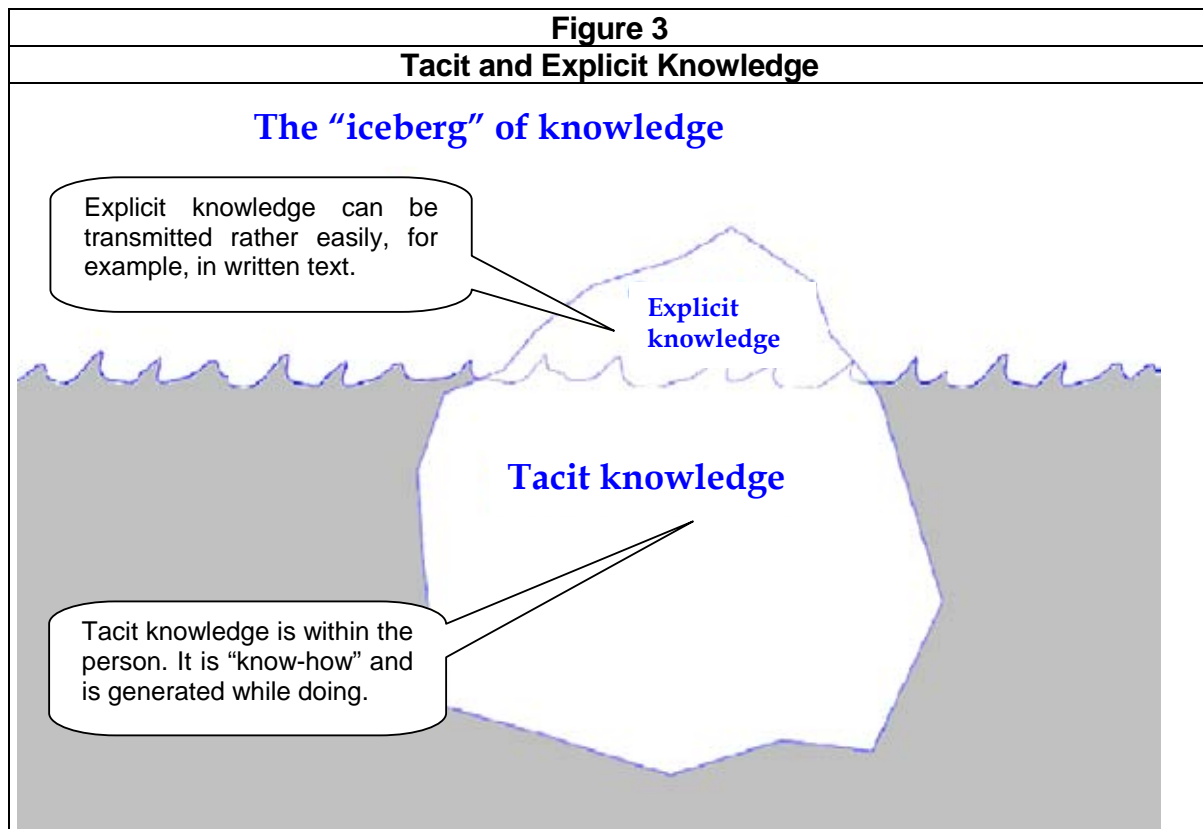 Figure 3
Tacit and Explicit Knowledge
The “iceberg” of knowledge
Explicit knowledge can be
transmitted rather easily, for
example, in written text.
Explicit
knowledge
Tacit knowledge
Tacit knowledge is within the
person. It is “know-how” and
is generated while doing.